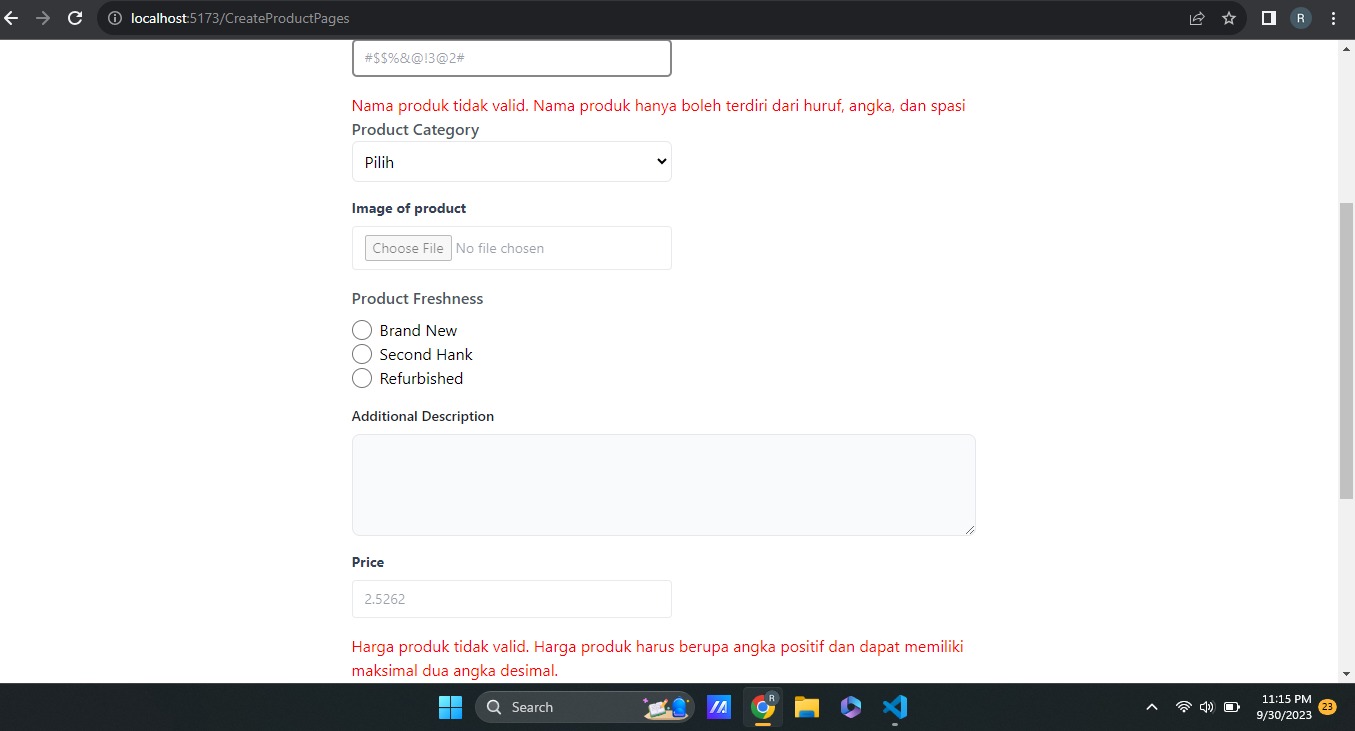 localhost:5173/CreateProductPages
R
#$$%&@!3@2#
Nama produk tidak valid. Nama produk hanya boleh terdiri dari huruf, angka, dan spasi
Product Category
Pilih
Image of product
Choose File No file chosen
Product Freshness
Brand New
Second Hank
Refurbished
Additional Description
Price
2.5262
Harga produk tidak valid. Harga produk harus berupa angka positif dan dapat memiliki
maksimal dua angka desimal.
Search
R
11:15 PM
9/30/2023
23